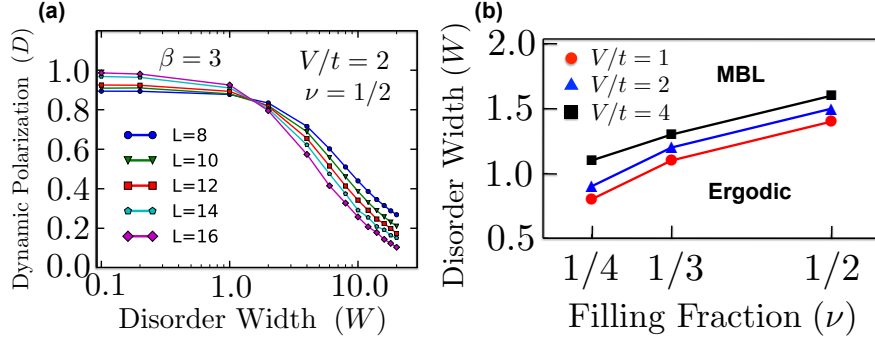 (a)
Dynamic Polarization (D)
β = 3
V/t = 2
ν = 1/2
1.0
0.8
0.6
0.4
0.2
0.0
L=8
L=10
L=12
L=14
L=16
0.1
1.0
10.0
Disorder Width (W)
(b)
Disorder Width (W)
2.0
1.5
1.0
0.5
V/t = 1
V/t = 2
V/t = 4
MBL
Ergodic
1/4
1/3
1/2
Filling Fraction (ν)